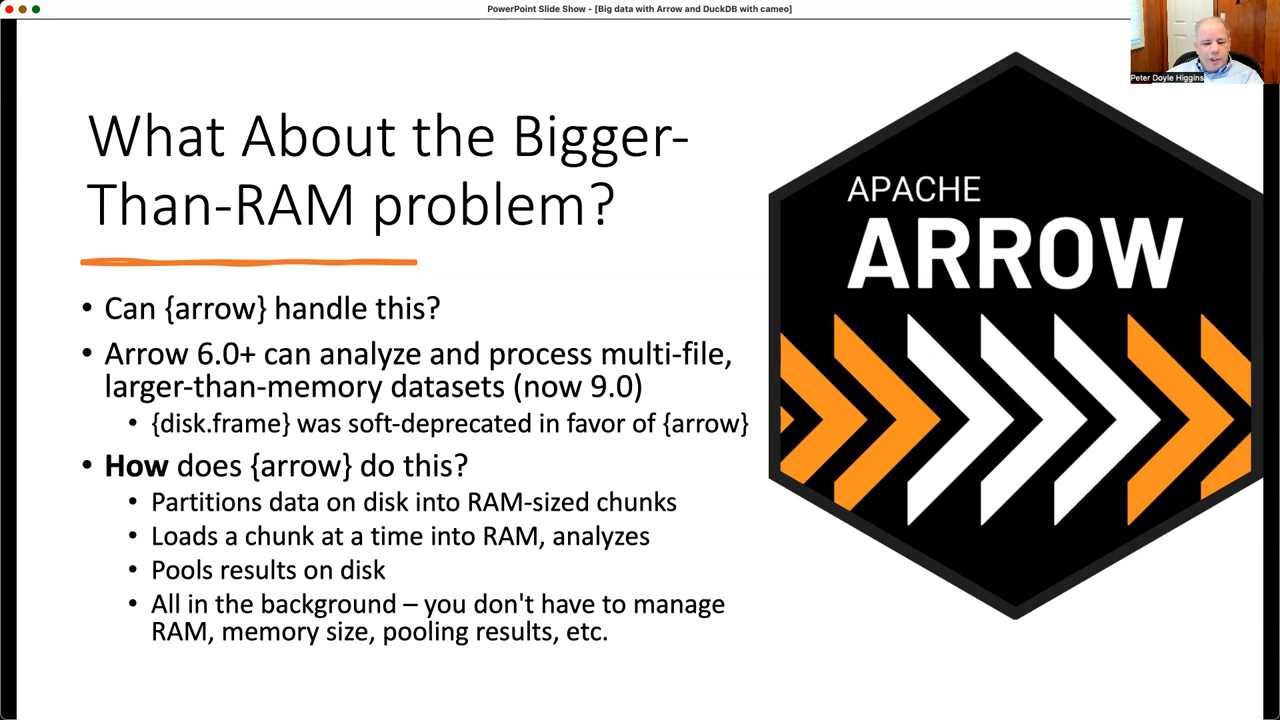 PowerPoint Slide Show - [Big data with Arrow and DuckDB with cameo]
Peter Doyle Higgins
What About the Bigger-
Than-RAM problem?
• Can {arrow} handle this?
• Arrow 6.0+ can analyze and process multi-file,
larger-than-memory datasets (now 9.0)
• {disk.frame} was soft-deprecated in favor of {arrow}
• How does {arrow} do this?
• Partitions data on disk into RAM-sized chunks
• Loads a chunk at a time into RAM, analyzes
• Pools results on disk
• All in the background – you don't have to manage
RAM, memory size, pooling results, etc.
APACHE
ARROW